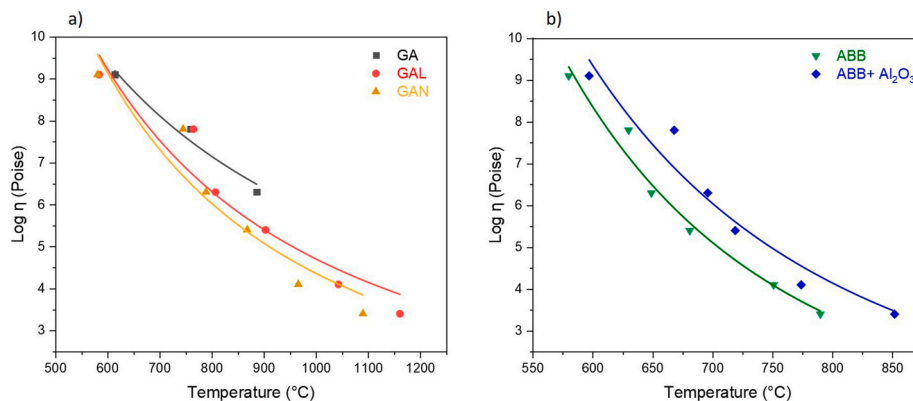 a)
10
9
8
7
6
5
4
3
Log η (Poise)
500 600 700 800 900 1000 1100 1200
Temperature (°C)
GA
GAL
GAN
b)
10
9
8
7
6
5
4
3
Log η (Poise)
550 600 650 700 750 800 850
Temperature (°C)
ABB
ABB+ Al₂O₃